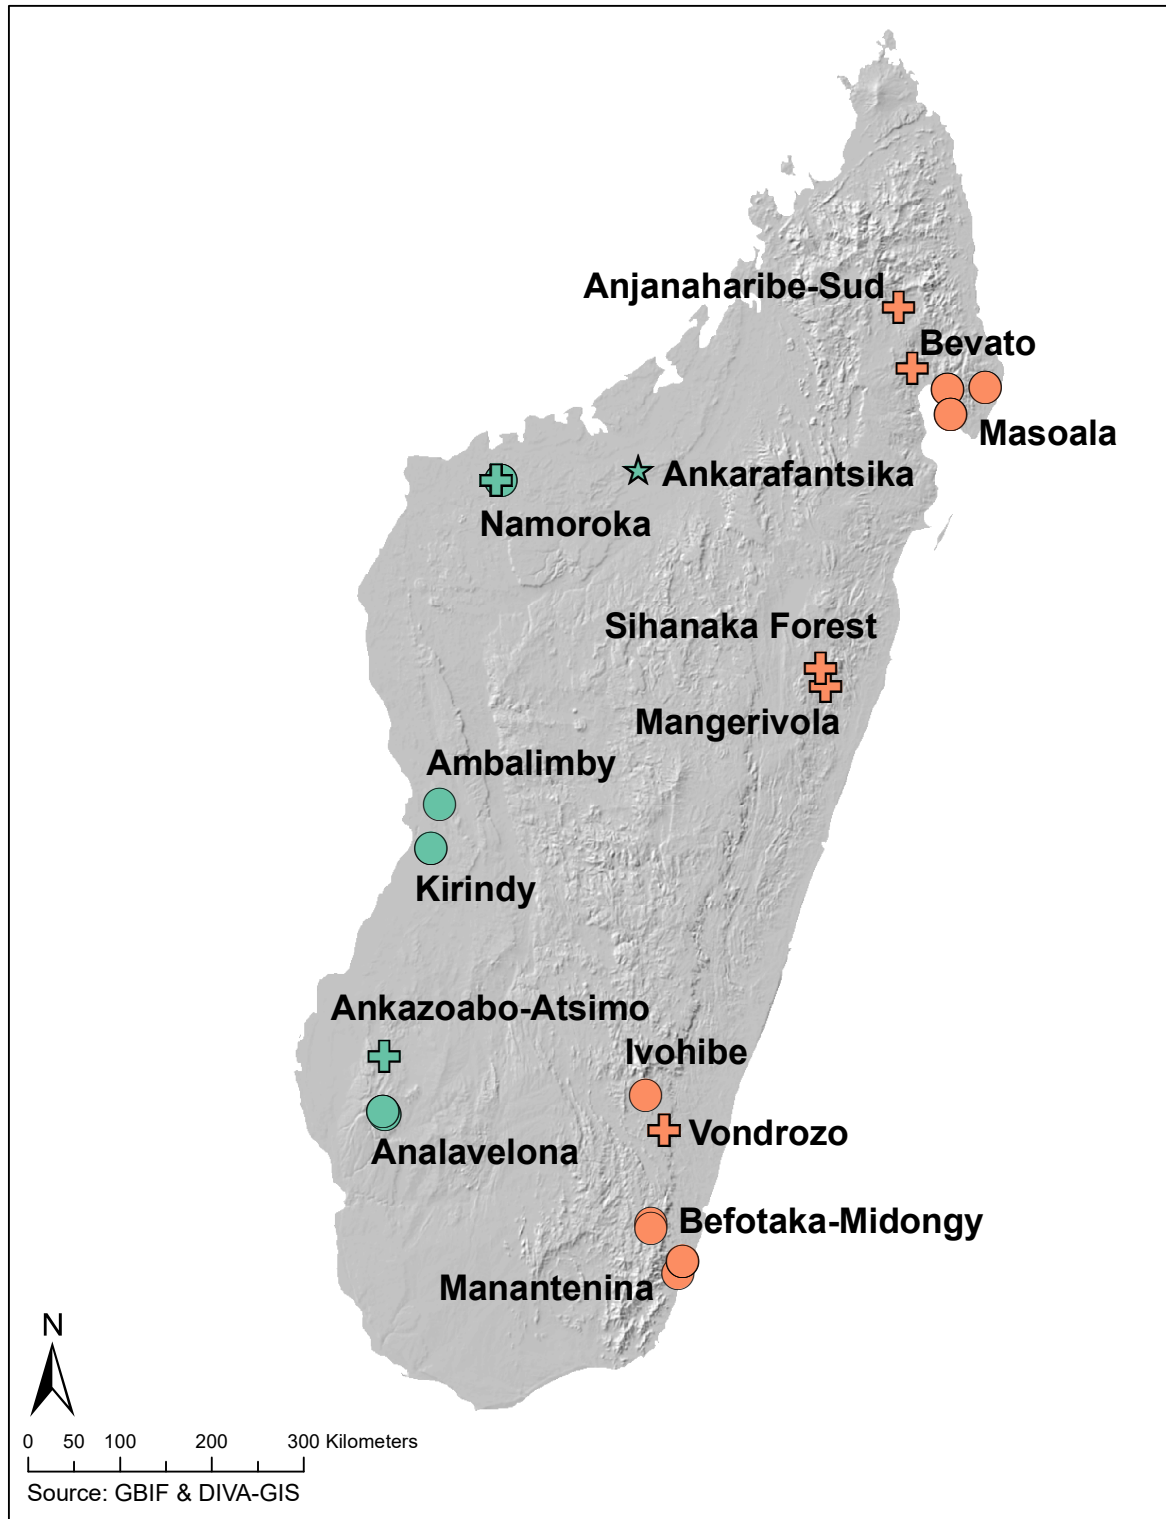 Anjanaharibe-Sud
Bevato
Masoala
Ankarafantsika
Namoroka
Sihanaka Forest
Mangerivola
Ambalimby
Kirindy
Ankazoabo-Atsimo
Ivohibe
Vondrozo
Analavelona
Befotaka-Midongy
Manantenina
N
0 50 100 200 300 Kilometers
Source: GBIF & DIVA-GIS